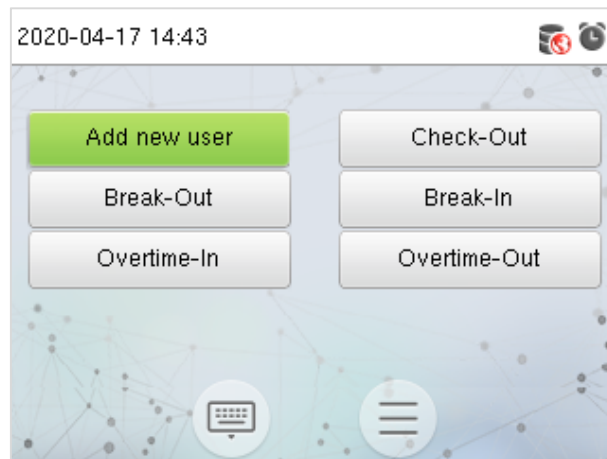 2020-04-17 14:43
Add new user
Check-Out
Break-Out
Break-In
Overtime-In
Overtime-Out